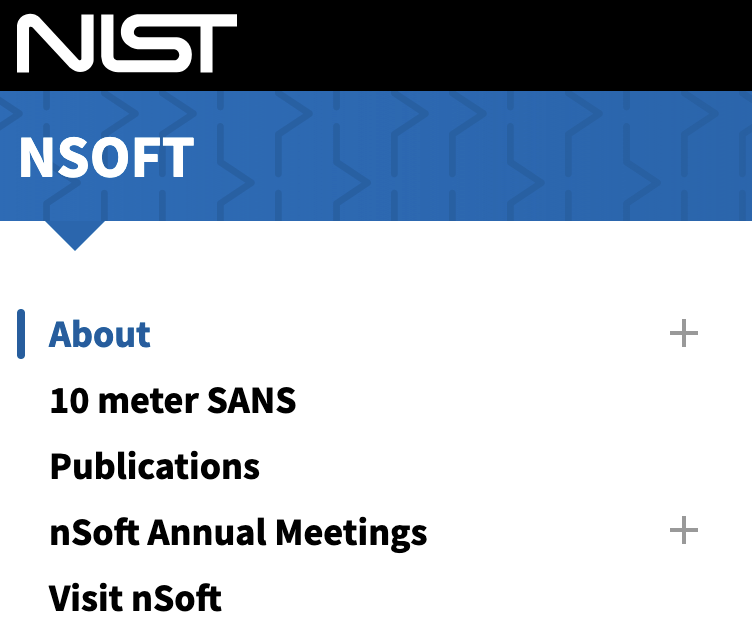 NIST
NSOFT
About
10 meter SANS
Publications
nSoft Annual Meetings
Visit nSoft